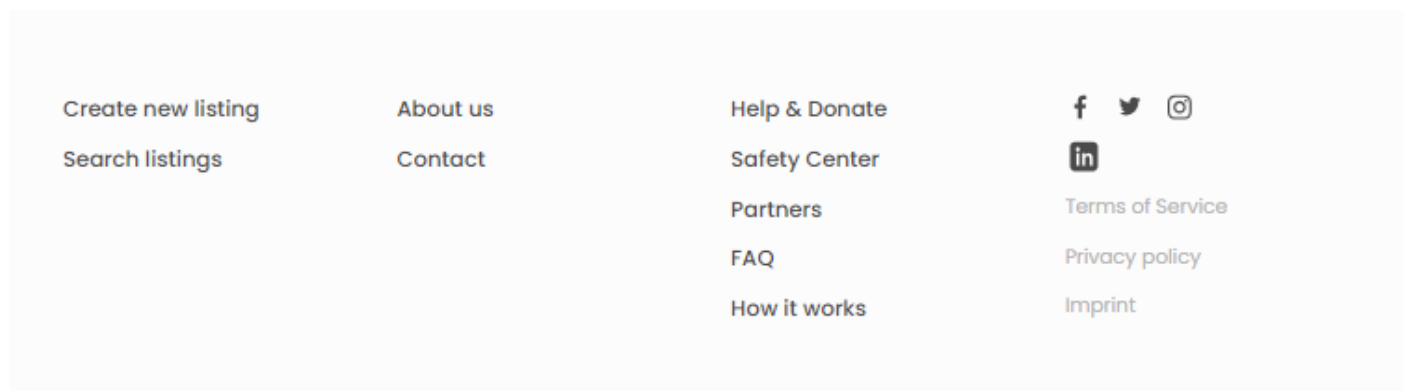 Create new listing
Search listings
About us
Contact
Help & Donate
Safety Center
Partners
FAQ
How it works
in
Terms of Service
Privacy policy
Imprint